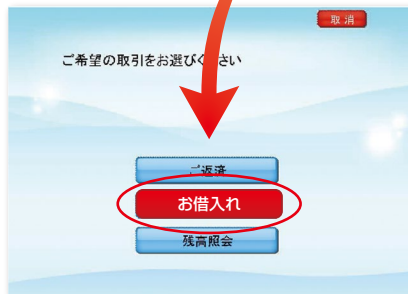 取消
ご希望の取引をお選びください
ご返済
お借入れ
残高照会